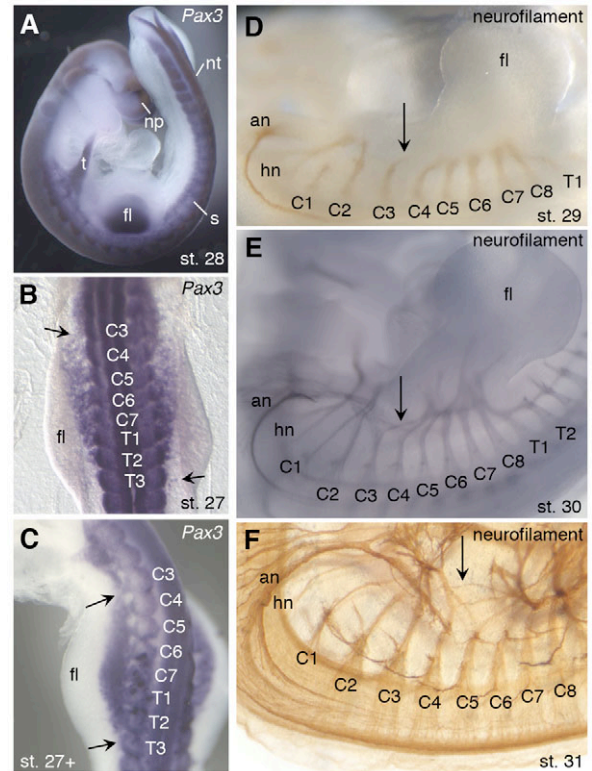 A
Pax3
nt
np
t
fl
s
st. 28
B
Pax3
C3
C4
C5
C6
C7
T1
T2
T3
fl
st. 27
C
Pax3
C3
C4
C5
C6
C7
T1
T2
T3
fl
st. 27+
D
neurofilament
fl
an
hn
C1 C2 C3 C4 C5 C6 C7 C8 T1
st. 29
E
neurofilament
fl
an
hn
C1 C2 C3 C4 C5 C6 C7 C8 T1 T2
st. 30
F
neurofilament
an
hn
C1 C2 C3 C4 C5 C6 C7 C8
st. 31